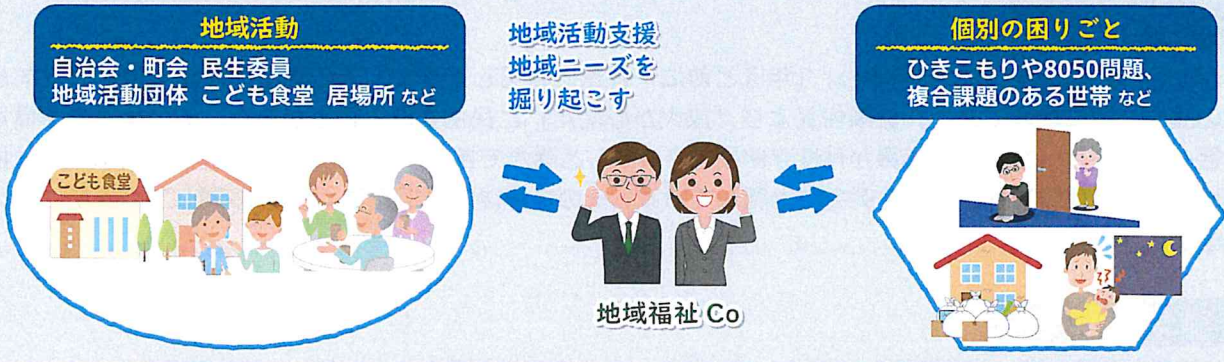 地域活動
自治会・町会 民生委員
地域活動団体 こども食堂 居場所 など
こども食堂
地域活動支援
地域ニーズを
掘り起こす
地域福祉 Co
個別の困りごと
ひきこもりや8050問題、
複合課題のある世帯 など